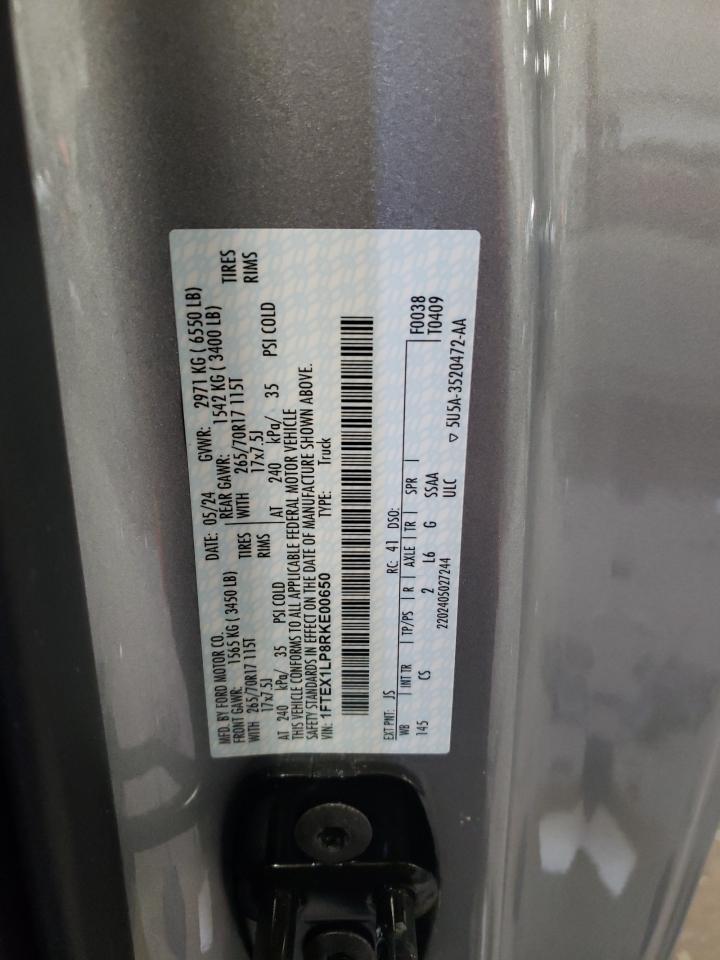 MFD. BY FORD MOTOR CO.
DATE: 05/24 GVWR: 2971 KG ( 6550 LB)
FRONT GAWR: 1565 KG ( 3450 LB) REAR GAWR: 1542 KG ( 3400 LB)
WITH 265/70R17 115T TIRES WITH 265/70R17 115T TIRES
17x7.5J RIMS 17x7.5J RIMS
AT 240 kPa/ 35 PSI COLD AT 240 kPa/ 35 PSI COLD
THIS VEHICLE CONFORMS TO ALL APPLICABLE FEDERAL MOTOR VEHICLE
SAFETY STANDARDS IN EFFECT ON THE DATE OF MANUFACTURE SHOWN ABOVE.
VIN: 1FTEX1LP8RKE00650 TYPE: Truck
EXT PNT: JS RC: 41 DSO: F0038
WB INT TR TP/PS R AXLE TR SPR T0409
145 CS 2 L6 G SSAA
2202405027244 ULC
▽ 5U5A-3520472-AA